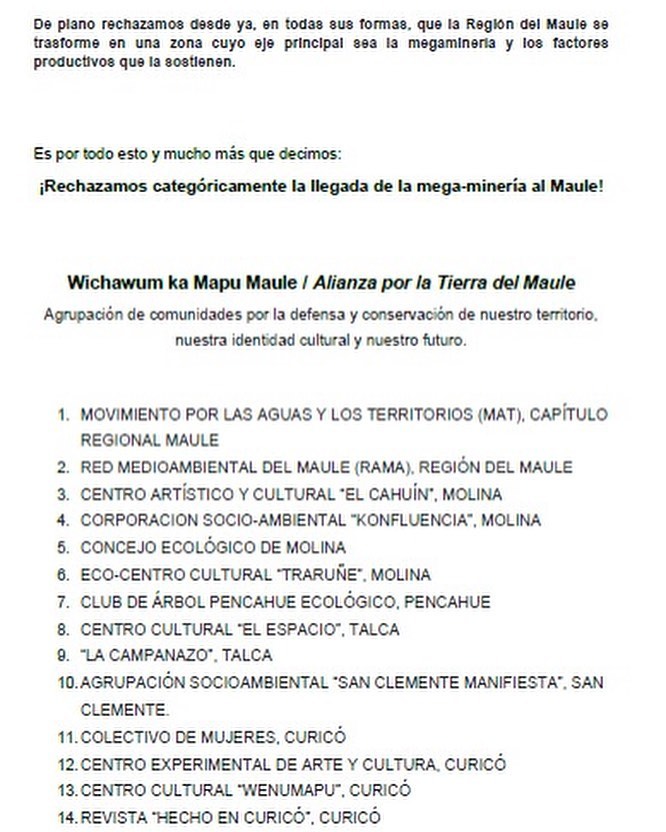 De plano rechazamos desde ya, en todas sus formas, que la Región del Maule se
trasforme en una zona cuyo eje principal sea la megaminería y los factores
productivos que la sostienen.
Es por todo esto y mucho más que decimos:
¡Rechazamos categóricamente la llegada de la mega-minería al Maule!
Wichawum ka Mapu Maule / Alianza por la Tierra del Maule
Agrupación de comunidades por la defensa y conservación de nuestro territorio,
nuestra identidad cultural y nuestro futuro.
1. MOVIMIENTO POR LAS AGUAS Y LOS TERRITORIOS (MAT), CAPÍTULO
REGIONAL MAULE
2. RED MEDIOAMBIENTAL DEL MAULE (RAMA), REGIÓN DEL MAULE
3. CENTRO ARTÍSTICO Y CULTURAL "EL CAHUÍN", MOLINA
4. CORPORACION SOCIO-AMBIENTAL "KONFLUENCIA", MOLINA
5. CONCEJO ECOLÓGICO DE MOLINA
6. ECO-CENTRO CULTURAL "TRARUÑE", MOLINA
7. CLUB DE ÁRBOL PENCAHUE ECOLÓGICO, PENCAHUE
8. CENTRO CULTURAL "EL ESPACIO", TALCA
9. "LA CAMPANAZO", TALCA
10. AGRUPACIÓN SOCIOAMBIENTAL "SAN CLEMENTE MANIFIESTA", SAN
CLEMENTE.
11. COLECTIVO DE MUJERES, CURICÓ
12. CENTRO EXPERIMENTAL DE ARTE Y CULTURA, CURICÓ
13. CENTRO CULTURAL "WENUMAPU", CURICÓ
14. REVISTA "HECHO EN CURICÓ", CURICÓ